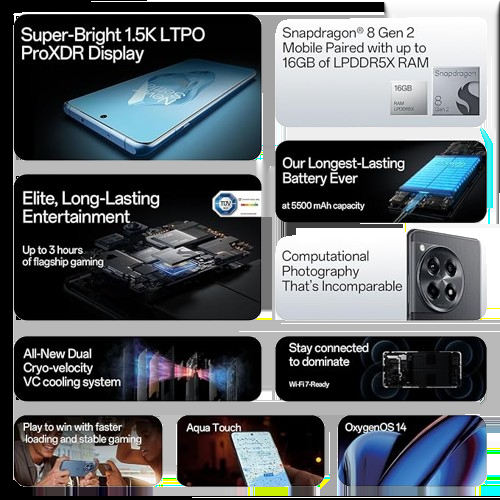 Super-Bright 1.5K LTPO
ProXDR Display
Snapdragon® 8 Gen 2
Mobile Paired with up to
16GB of LPDDR5X RAM
16GB
RAM
LPDDR5X
Snapdragon
8
Gen 2
Our Longest-Lasting
Battery Ever
at 5500 mAh capacity
Elite, Long-Lasting
Entertainment
TÜV
Up to 3 hours
of flagship gaming
Computational
Photography
That's Incomparable
All-New Dual
Cryo-velocity
VC cooling system
Stay connected
to dominate
Wi-Fi 7-Ready
Play to win with faster
loading and stable gaming
Aqua Touch
OxygenOS 14